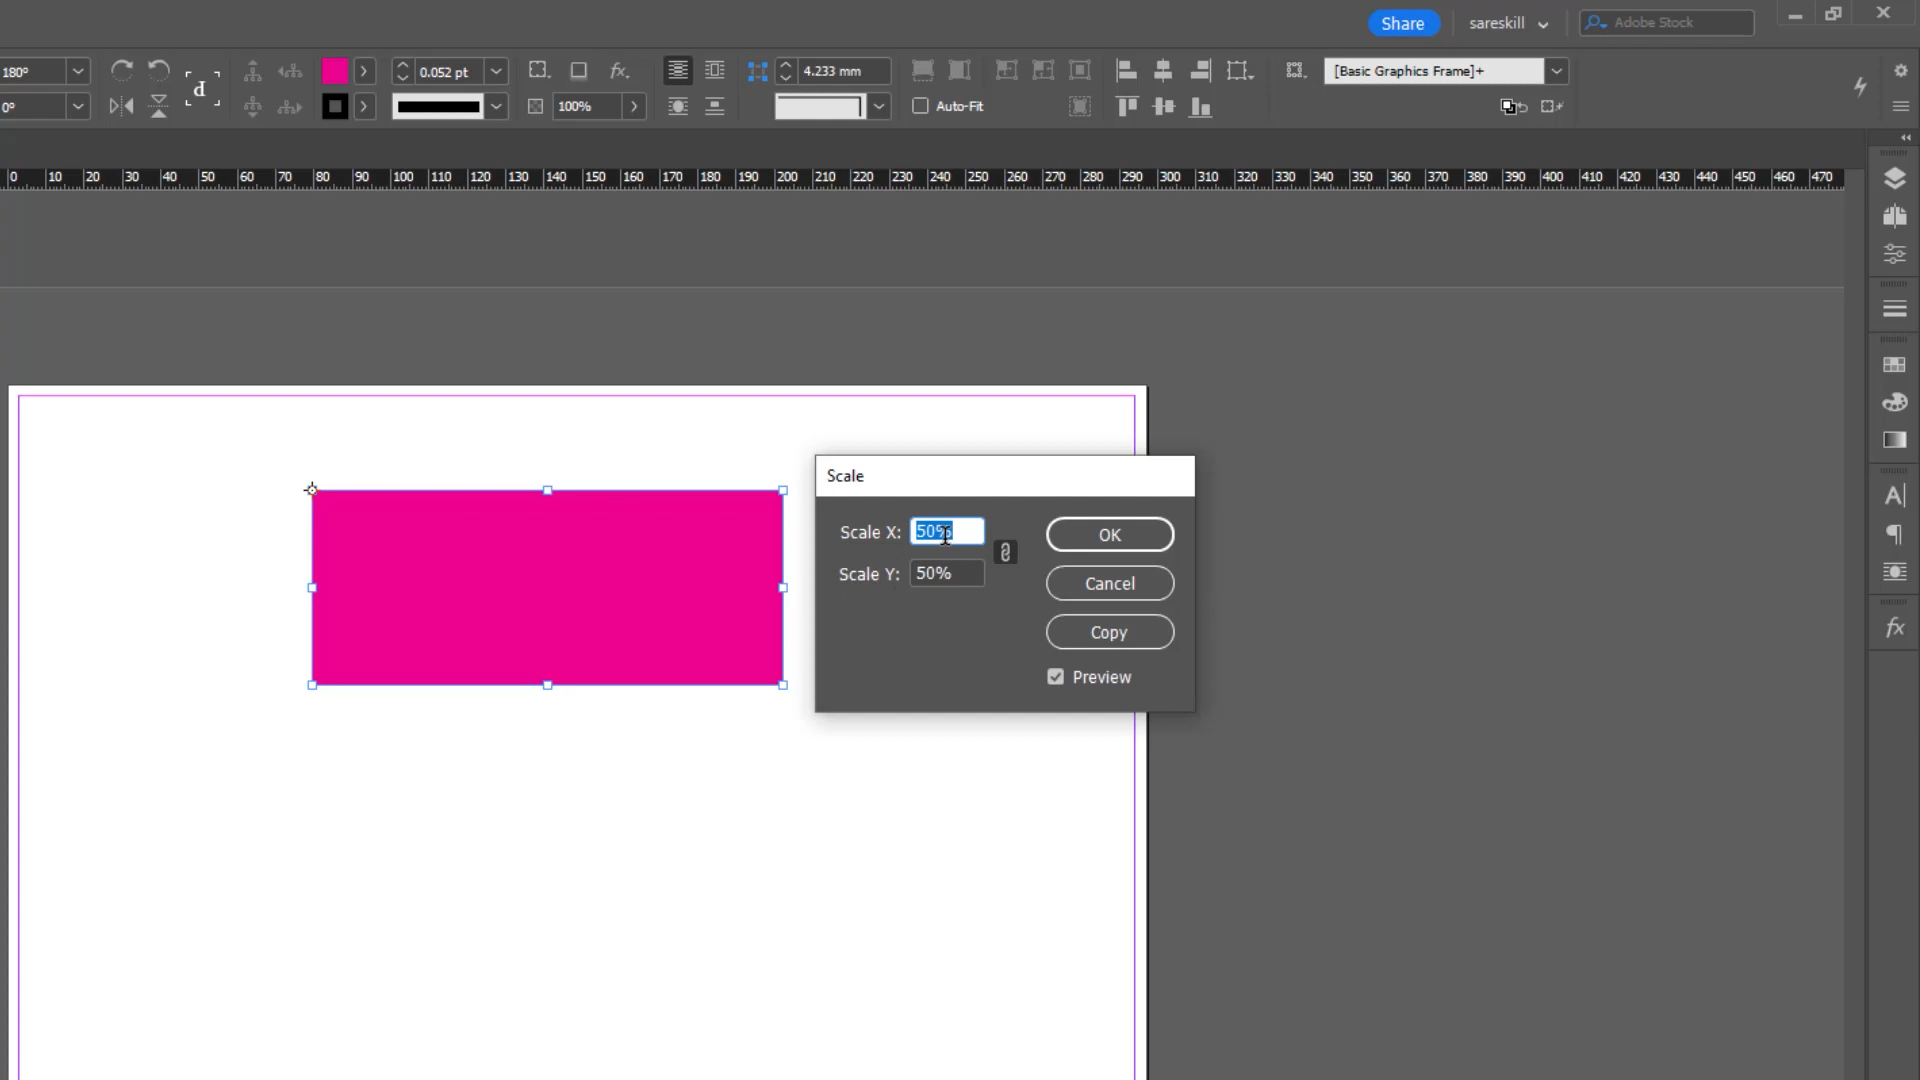 Share sareskill Adobe Stock
180° 0.052 pt fx. 4.233 mm [Basic Graphics Frame]+
0° 100% Auto-Fit
0 10 20 30 40 50 60 70 80 90 100 110 120 130 140 150 160 170 180 190 200 210 220 230 240 250 260 270 280 290 300 310 320 330 340 350 360 370 380 390 400 410 420 430 440 450 460 470
Scale
Scale X: 50%
OK
Scale Y: 50%
Cancel
Copy
Preview
fx